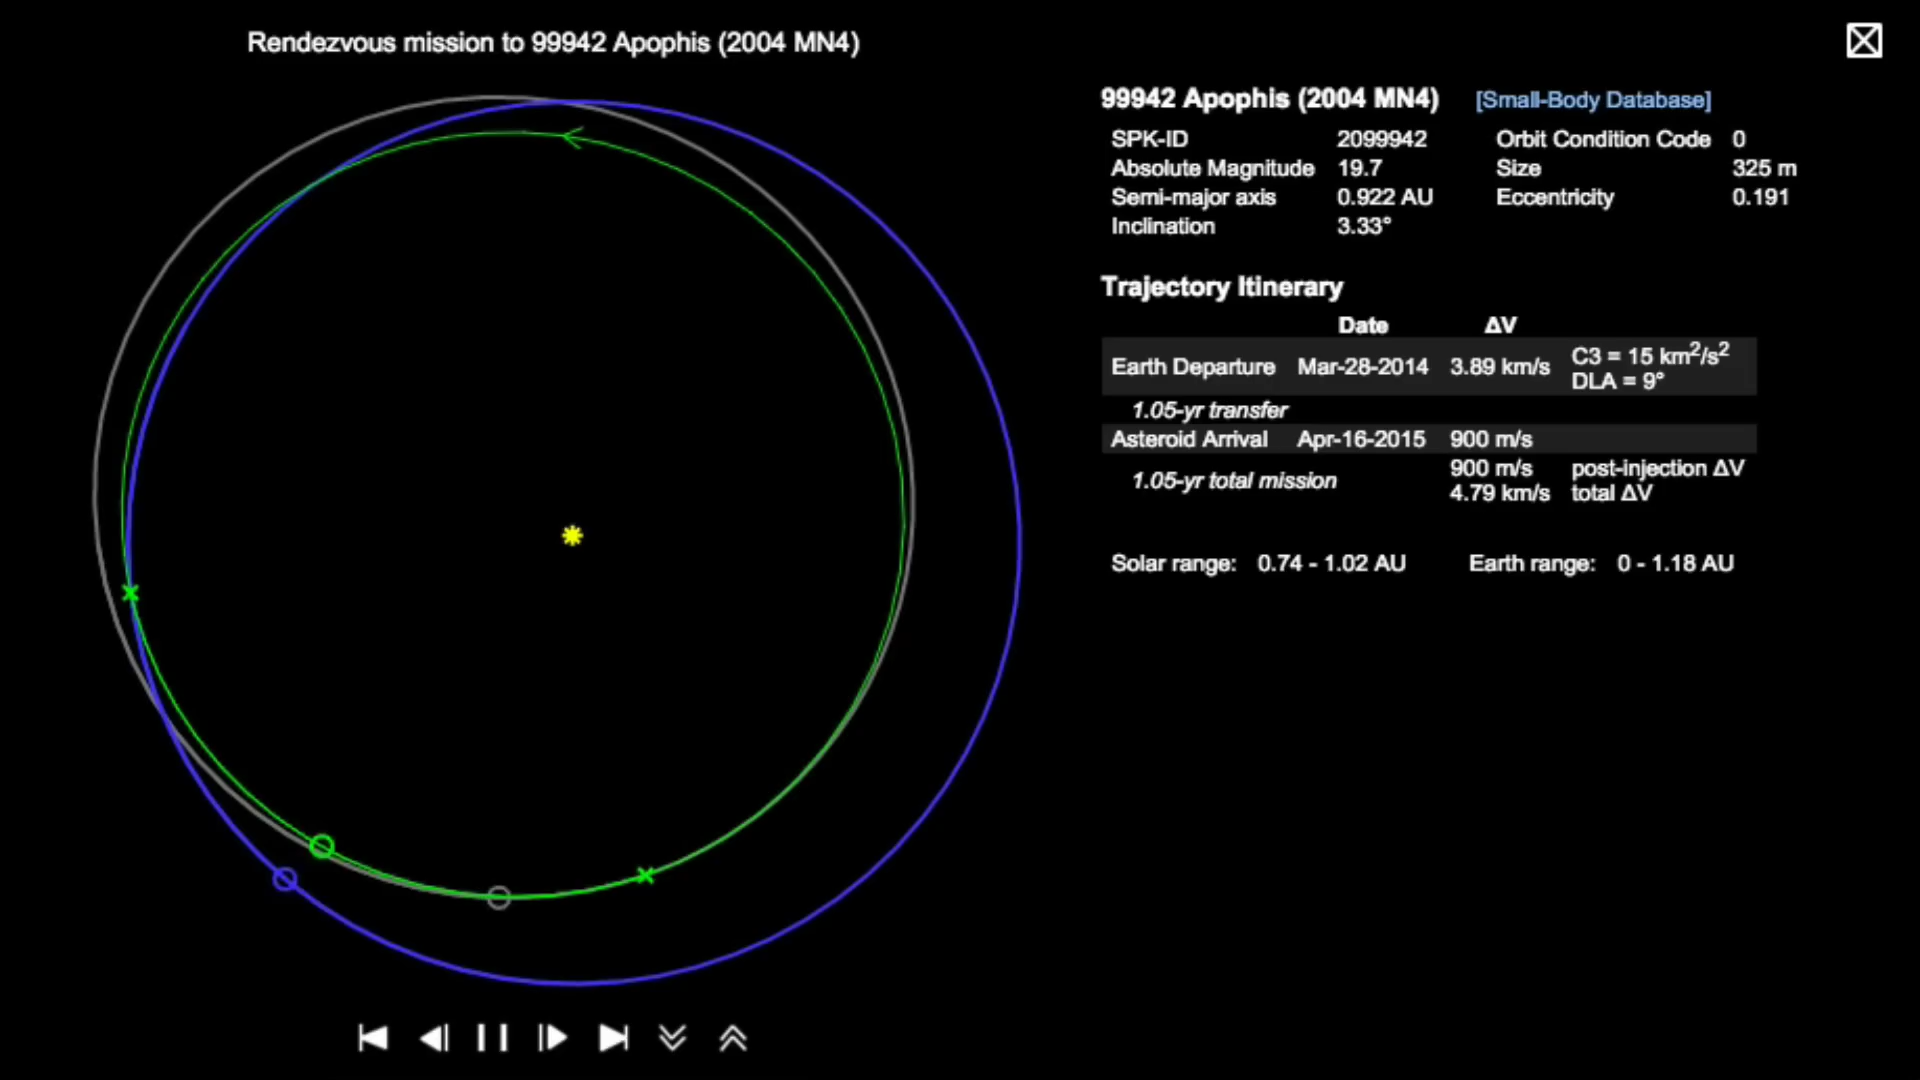 Rendezvous mission to 99942 Apophis (2004 MN4)
99942 Apophis (2004 MN4) [Small-Body Database]
SPK-ID 2099942 Orbit Condition Code 0
Absolute Magnitude 19.7 Size 325 m
Semi-major axis 0.922 AU Eccentricity 0.191
Inclination 3.33°
Trajectory Itinerary
Date ΔV
Earth Departure Mar-28-2014 3.89 km/s C3 = 15 km²/s²
DLA = 9°
1.05-yr transfer
Asteroid Arrival Apr-16-2015 900 m/s
1.05-yr total mission 900 m/s post-injection ΔV
4.79 km/s total ΔV
Solar range: 0.74 - 1.02 AU Earth range: 0 - 1.18 AU